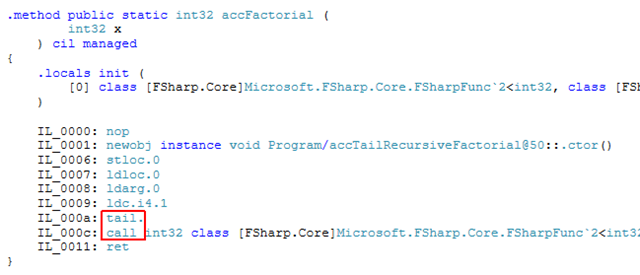 .method public static int32 accFactorial (
int32 x
) cil managed
{
.locals init (
[0] class [FSharp.Core]Microsoft.FSharp.Core.FSharpFunc`2<int32, class [FSh
)
IL_0000: nop
IL_0001: newobj instance void Program/accTailRecursiveFactorial@50::.ctor()
IL_0006: stloc.0
IL_0007: ldloc.0
IL_0008: ldarg.0
IL_0009: ldc.i4.1
IL_000a: tail.
IL_000c: call int32 class [FSharp.Core]Microsoft.FSharp.Core.FSharpFunc`2<int32
IL_0011: ret
}